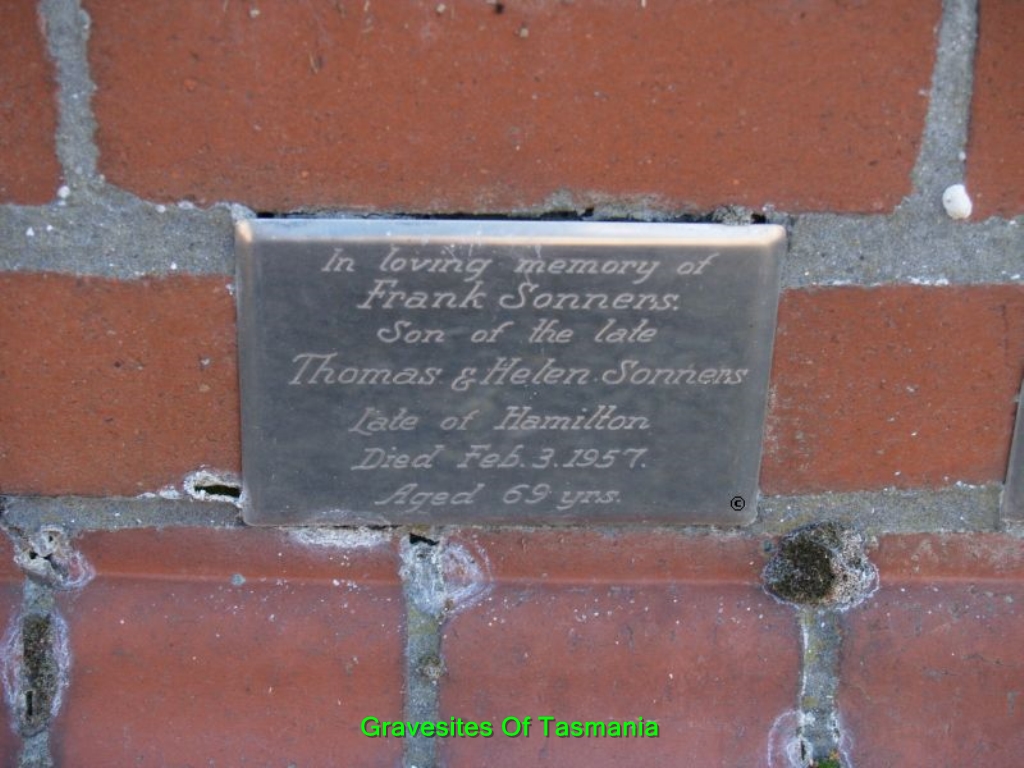 In loving memory of
Frank Sonners.
Son of the late
Thomas & Helen Sonners
Late of Hamilton
Died Feb. 3. 1957.
Aged 69 yrs.
©
Gravesites Of Tasmania